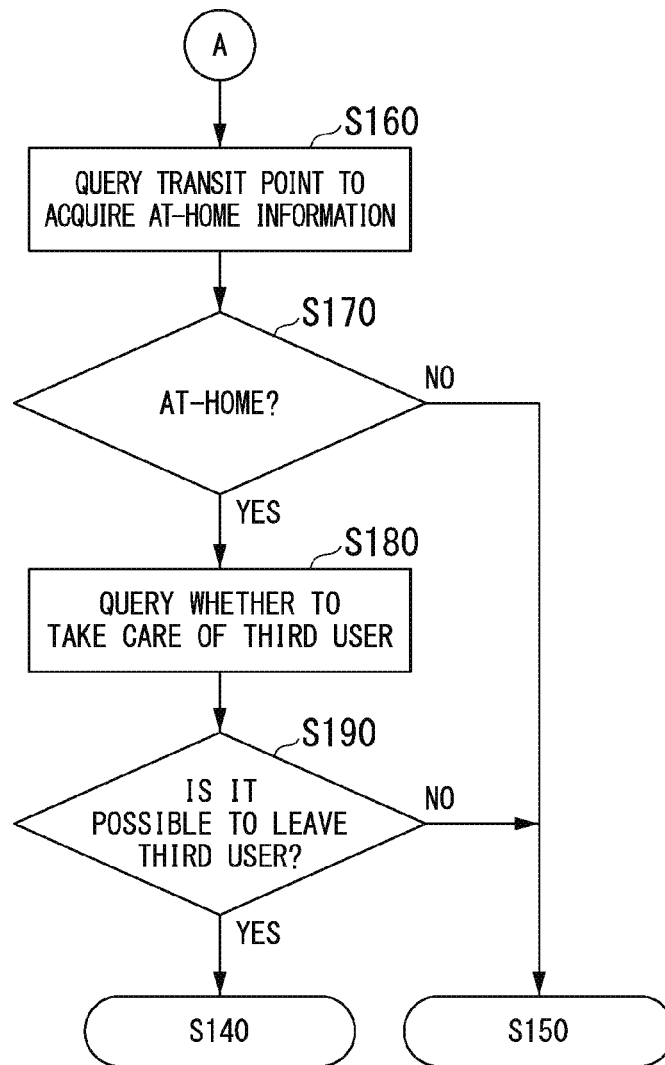 A
S160
QUERY TRANSIT POINT TO
ACQUIRE AT-HOME INFORMATION
S170
AT-HOME?
NO
YES
S180
QUERY WHETHER TO
TAKE CARE OF THIRD USER
S190
IS IT
POSSIBLE TO LEAVE
THIRD USER?
NO
YES
S140
S150